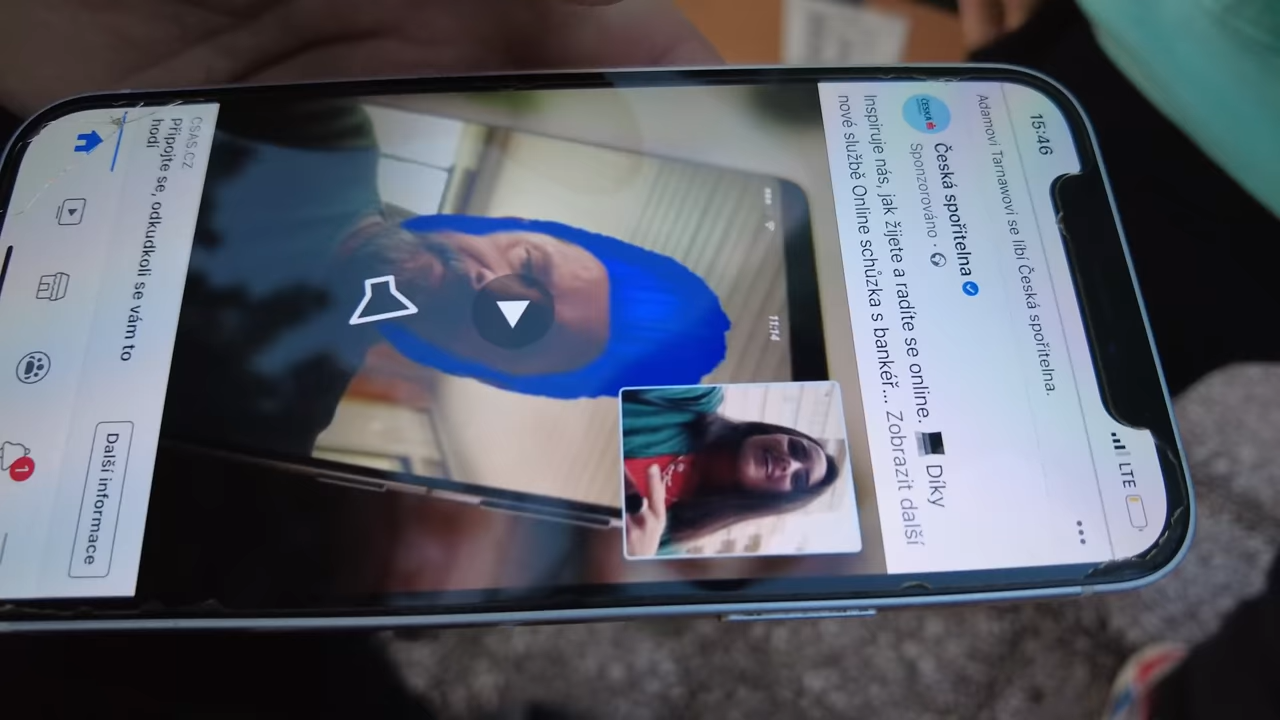 15:46
LTE
Adamovi Tarnawovi se líbí Česká spořitelna.
ČESKÁ
Česká spořitelna
Sponzorováno ·
Inspiruje nás, jak žijete a radíte se online. Díky
nové službě Online schůzka s bankéř... Zobrazit další
11:14
CSAS.CZ
Připojte se, odkudkoli se vám to
hodí
Další informace
1